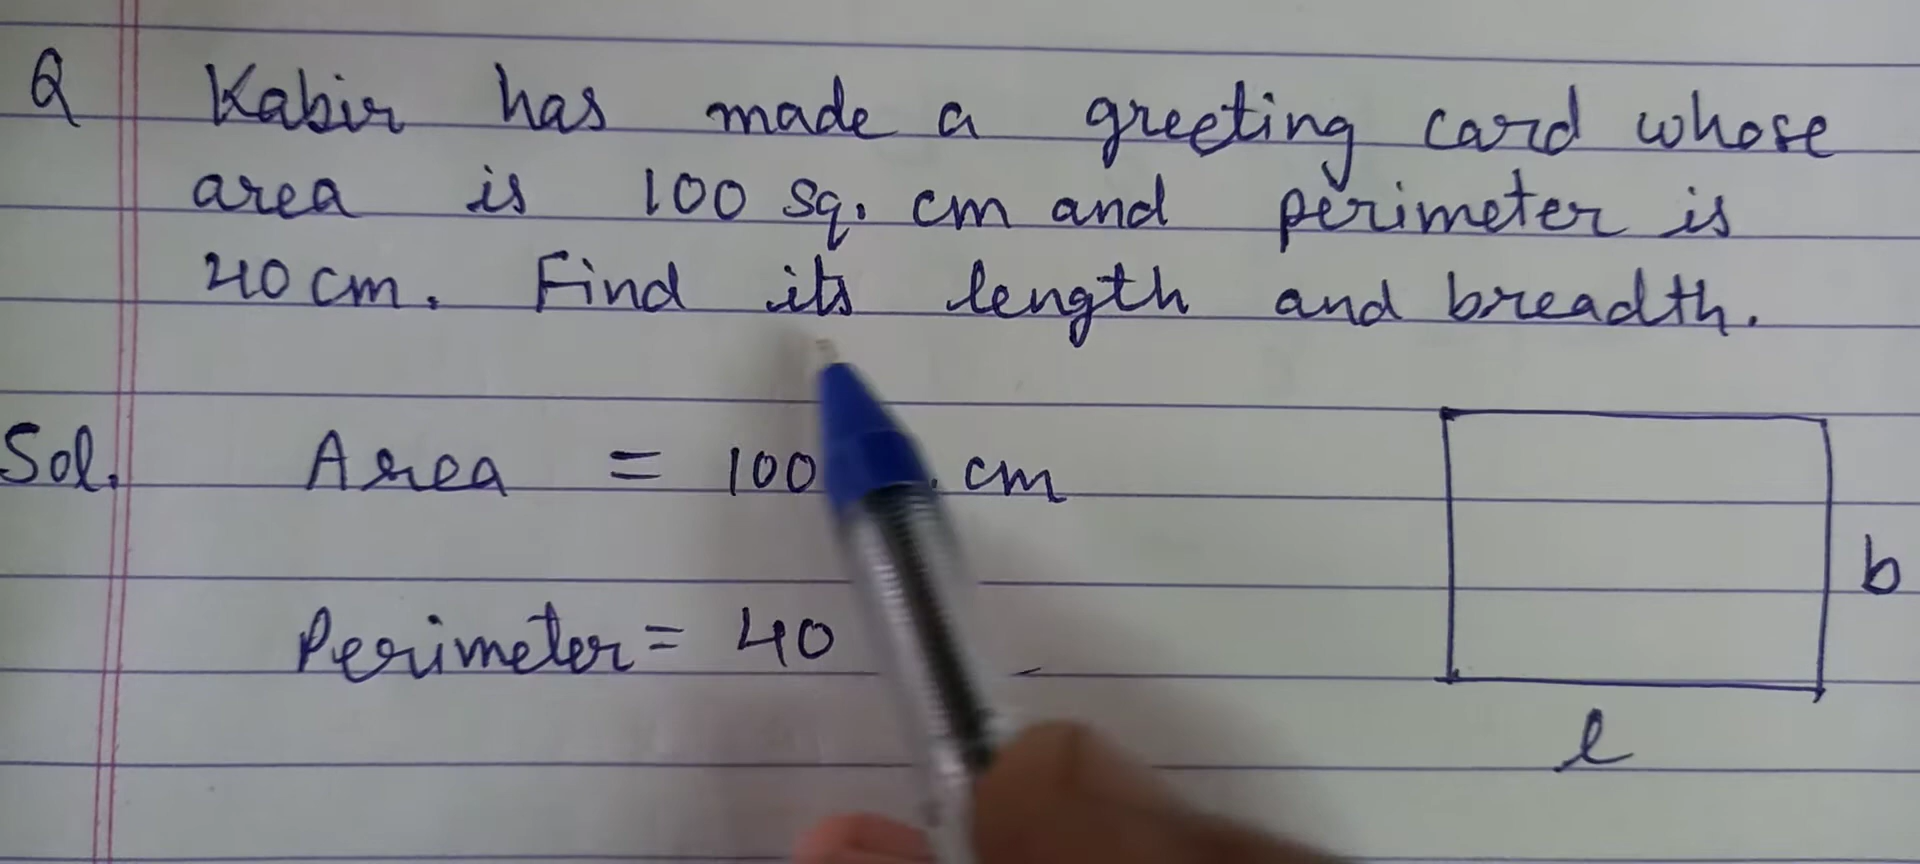 Q Kabir has made a greeting card whose
area is 100 sq. cm and perimeter is
40 cm. Find its length and breadth.
Sol. Area = 100 cm
Perimeter = 40
b
l